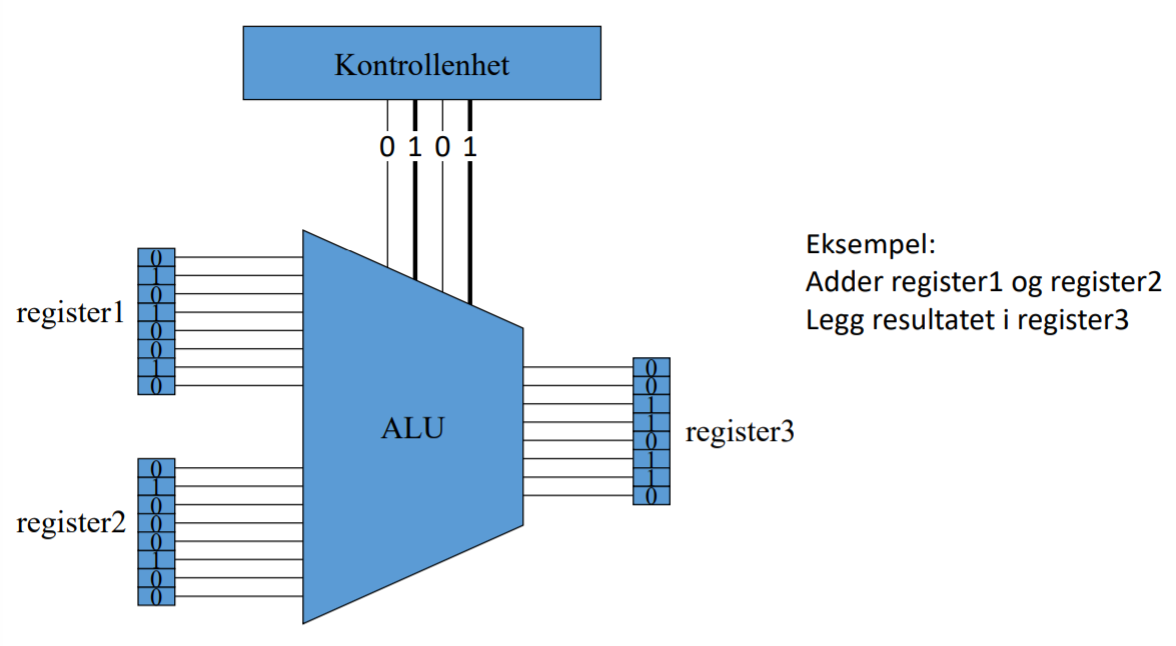 Kontrollenhet
0 1 0 1
Eksempel:
Adder register1 og register2
Legg resultatet i register3
register1
0
1
0
1
0
0
1
0
ALU
register2
0
1
0
0
0
1
0
0
register3
0
0
1
1
0
1
1
0